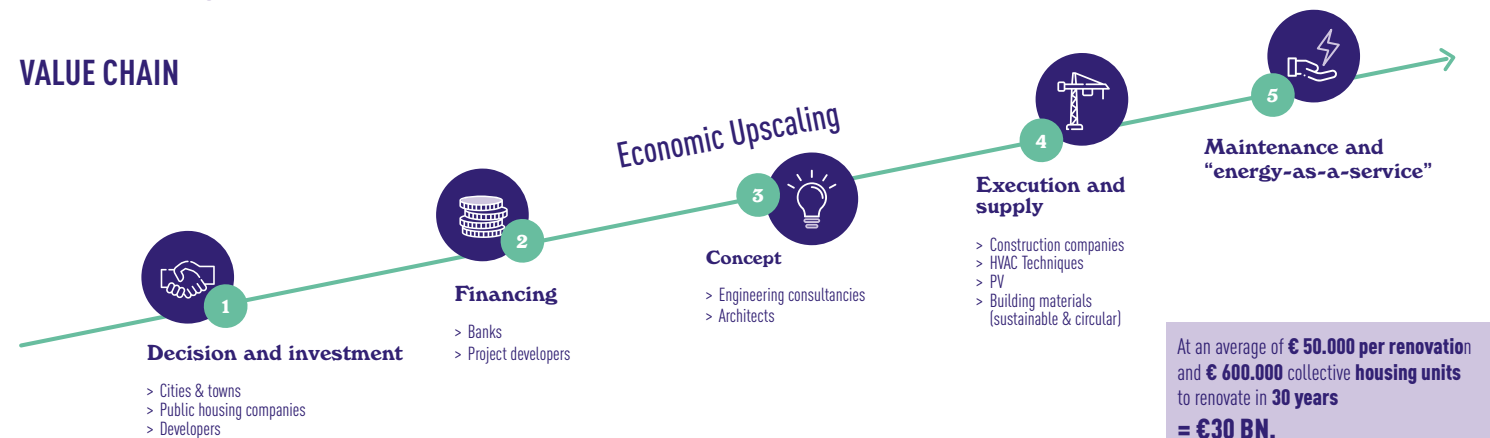 VALUE CHAIN
Economic Upscaling
1
Decision and investment
> Cities & towns
> Public housing companies
> Developers
2
Financing
> Banks
> Project developers
3
Concept
> Engineering consultancies
> Architects
4
Execution and
supply
> Construction companies
> HVAC Techniques
> PV
> Building materials
(sustainable & circular)
5
Maintenance and
“energy-as-a-service”
At an average of € 50.000 per renovation
and € 600.000 collective housing units
to renovate in 30 years
= €30 BN.